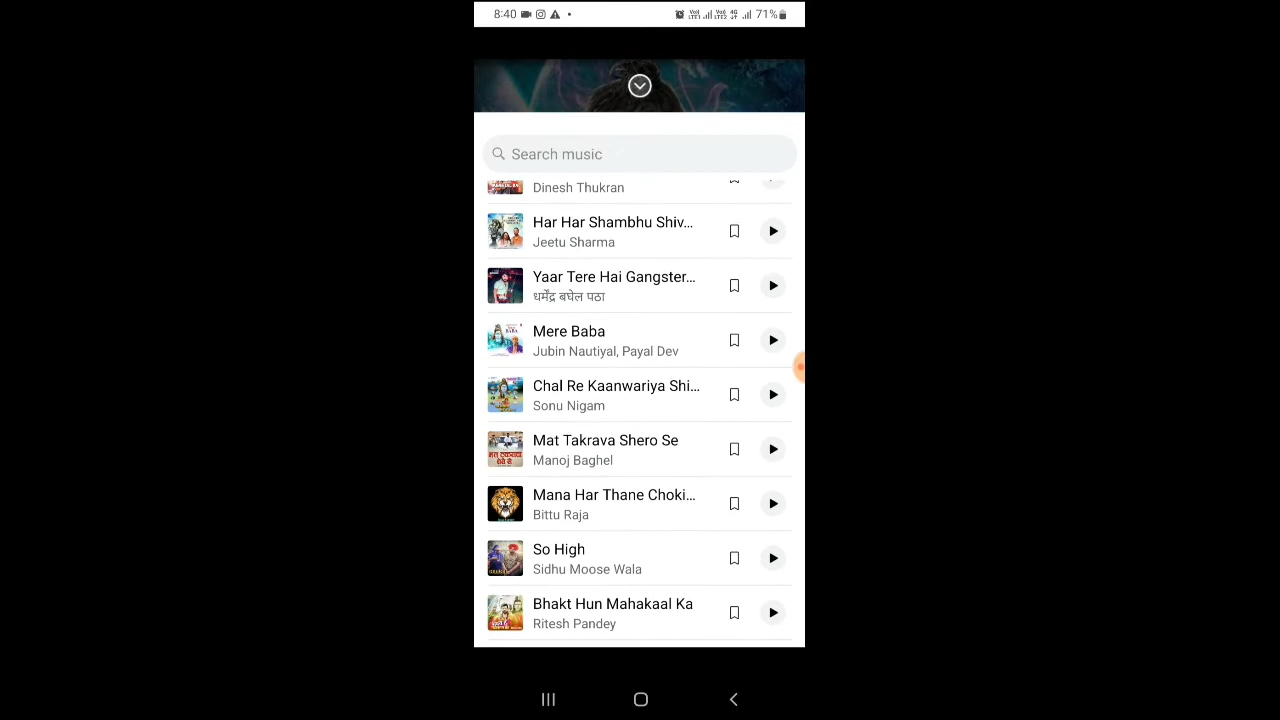 8:40
71%
Search music
Dinesh Thukran
Har Har Shambhu Shiv...
Jeetu Sharma
Yaar Tere Hai Gangster...
धर्मेंद्र बघेल पठा
Mere Baba
Jubin Nautiyal, Payal Dev
Chal Re Kaanwariya Shi...
Sonu Nigam
Mat Takrava Shero Se
Manoj Baghel
Mana Har Thane Choki...
Bittu Raja
So High
Sidhu Moose Wala
Bhakt Hun Mahakaal Ka
Ritesh Pandey